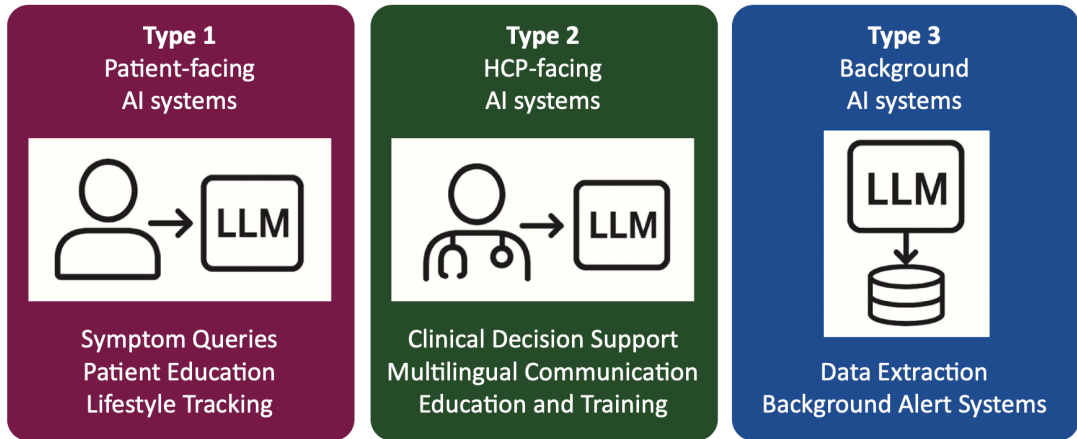 Type 1
Patient-facing
AI systems
LLM
Symptom Queries
Patient Education
Lifestyle Tracking
Type 2
HCP-facing
AI systems
LLM
Clinical Decision Support
Multilingual Communication
Education and Training
Type 3
Background
AI systems
LLM
Data Extraction
Background Alert Systems